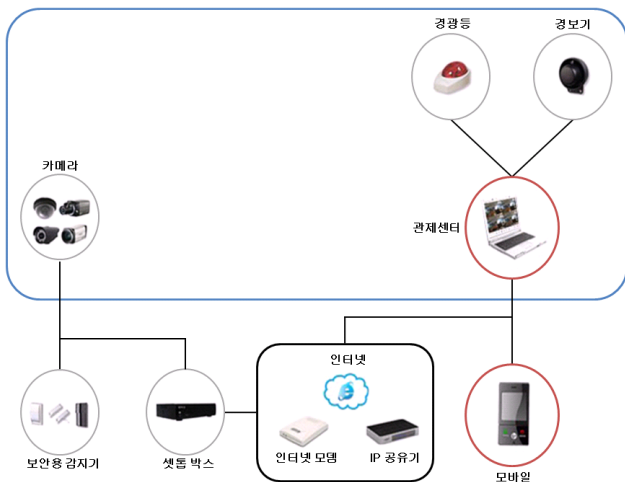 경광등
경보기
카메라
관제센터
인터넷
인터넷 모뎀
IP 공유기
보안용 감지기
셋톱 박스
모바일